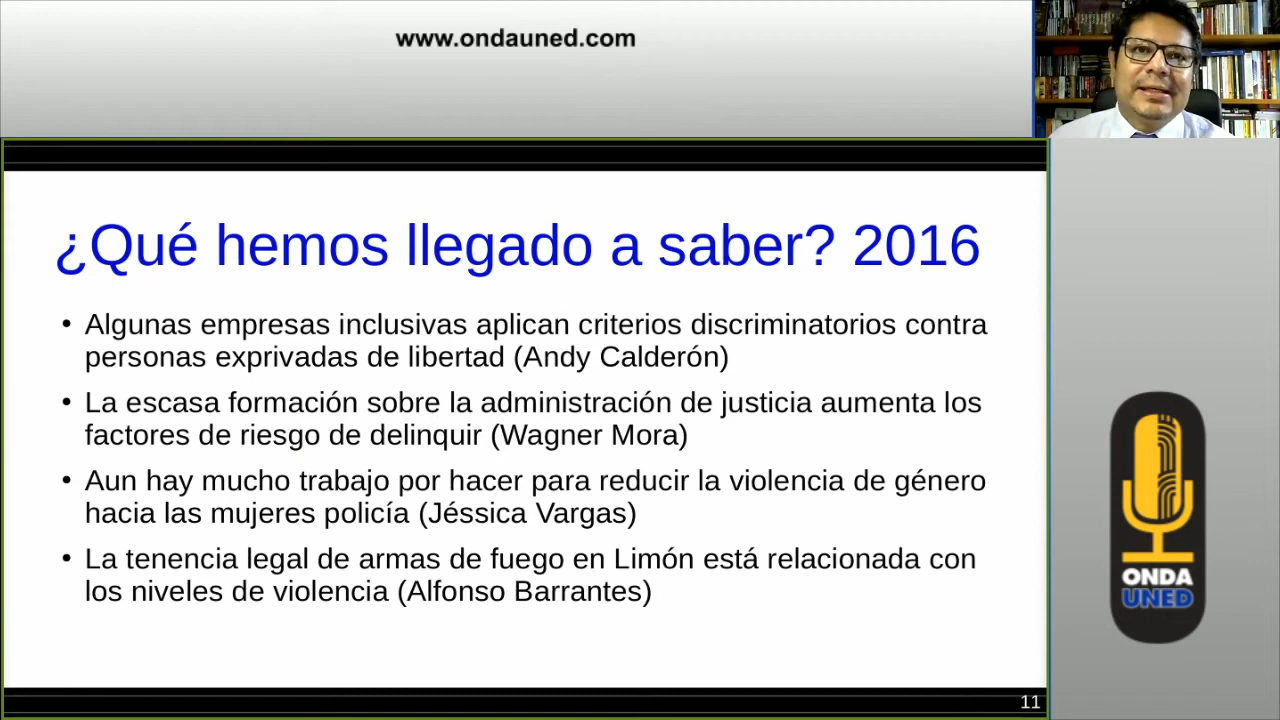 www.ondauned.com
¿Qué hemos llegado a saber? 2016
• Algunas empresas inclusivas aplican criterios discriminatorios contra
personas exprivadas de libertad (Andy Calderón)
• La escasa formación sobre la administración de justicia aumenta los
factores de riesgo de delinquir (Wagner Mora)
• Aun hay mucho trabajo por hacer para reducir la violencia de género
hacia las mujeres policía (Jéssica Vargas)
• La tenencia legal de armas de fuego en Limón está relacionada con
los niveles de violencia (Alfonso Barrantes)
ONDA
UNED
11